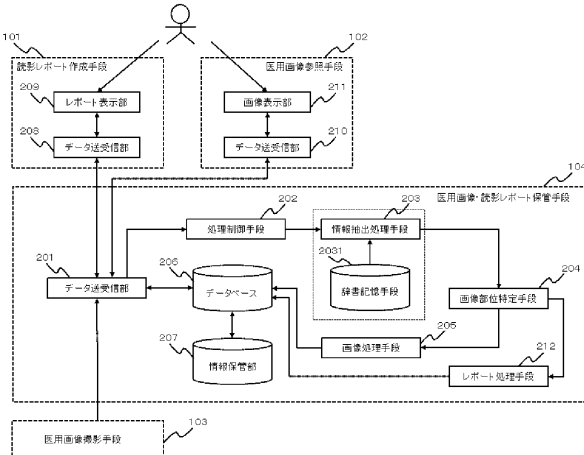 101
読影レポート作成手段
209
レポート表示部
208
データ送受信部
102
医用画像参照手段
211
画像表示部
210
データ送受信部
104
医用画像・読影レポート保管手段
202
処理制御手段
203
情報抽出処理手段
2031
辞書記憶手段
201
データ送受信部
206
データベース
204
画像部位特定手段
205
画像処理手段
207
情報保管部
212
レポート処理手段
103
医用画像撮影手段